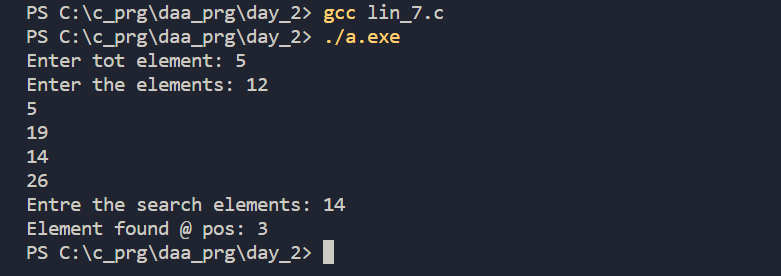 PS C:\c_prg\daa_prg\day_2> gcc lin_7.c
PS C:\c_prg\daa_prg\day_2> ./a.exe
Enter tot element: 5
Enter the elements: 12
5
19
14
26
Entre the search elements: 14
Element found @ pos: 3
PS C:\c_prg\daa_prg\day_2>